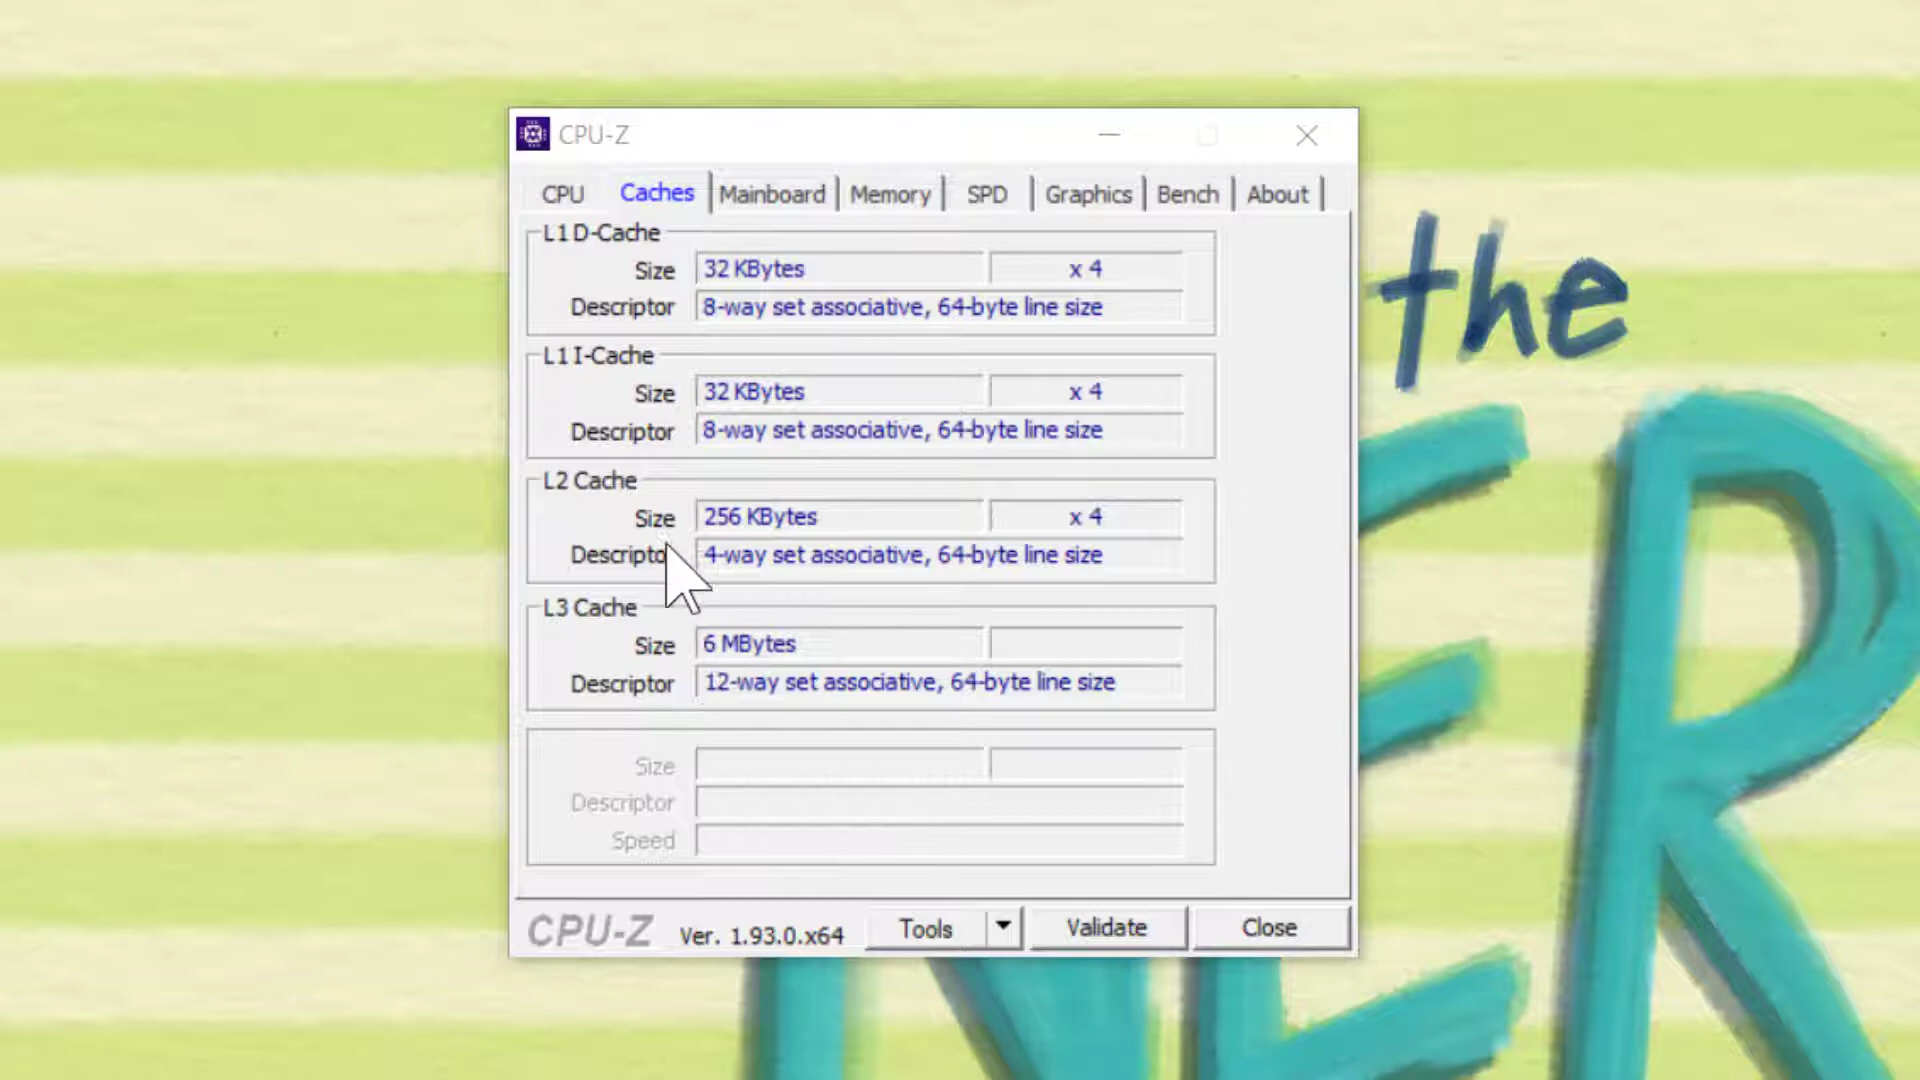 CPU-Z
CPU Caches Mainboard Memory SPD Graphics Bench About
L1 D-Cache
Size 32 KBytes x 4
Descriptor 8-way set associative, 64-byte line size
L1 I-Cache
Size 32 KBytes x 4
Descriptor 8-way set associative, 64-byte line size
L2 Cache
Size 256 KBytes x 4
Descriptor 4-way set associative, 64-byte line size
L3 Cache
Size 6 MBytes
Descriptor 12-way set associative, 64-byte line size
Size
Descriptor
Speed
CPU-Z Ver. 1.93.0.x64 Tools Validate Close
the